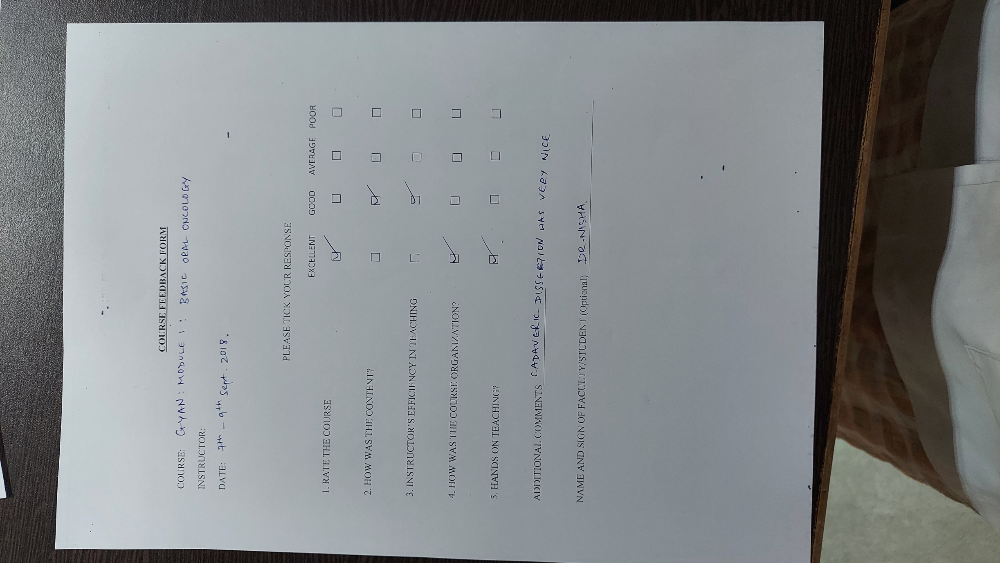 COURSE FEEDBACK FORM
COURSE: GYAN: MODULE 1: BASIC ORAL ONCOLOGY
INSTRUCTOR:
DATE: 7th - 9th Sept. 2018.
PLEASE TICK YOUR RESPONSE
EXCELLENT GOOD AVERAGE POOR
1. RATE THE COURSE ☑ ☐ ☐ ☐
2. HOW WAS THE CONTENT? ☐ ☑ ☐ ☐
3. INSTRUCTOR'S EFFICIENCY IN TEACHING ☐ ☑ ☐ ☐
4. HOW WAS THE COURSE ORGANIZATION? ☑ ☐ ☐ ☐
5. HANDS ON TEACHING? ☑ ☐ ☐ ☐
ADDITIONAL COMMENTS CADAVERIC DISSECTION WAS VERY NICE
NAME AND SIGN OF FACULTY/STUDENT (Optional) DR. NISHA.